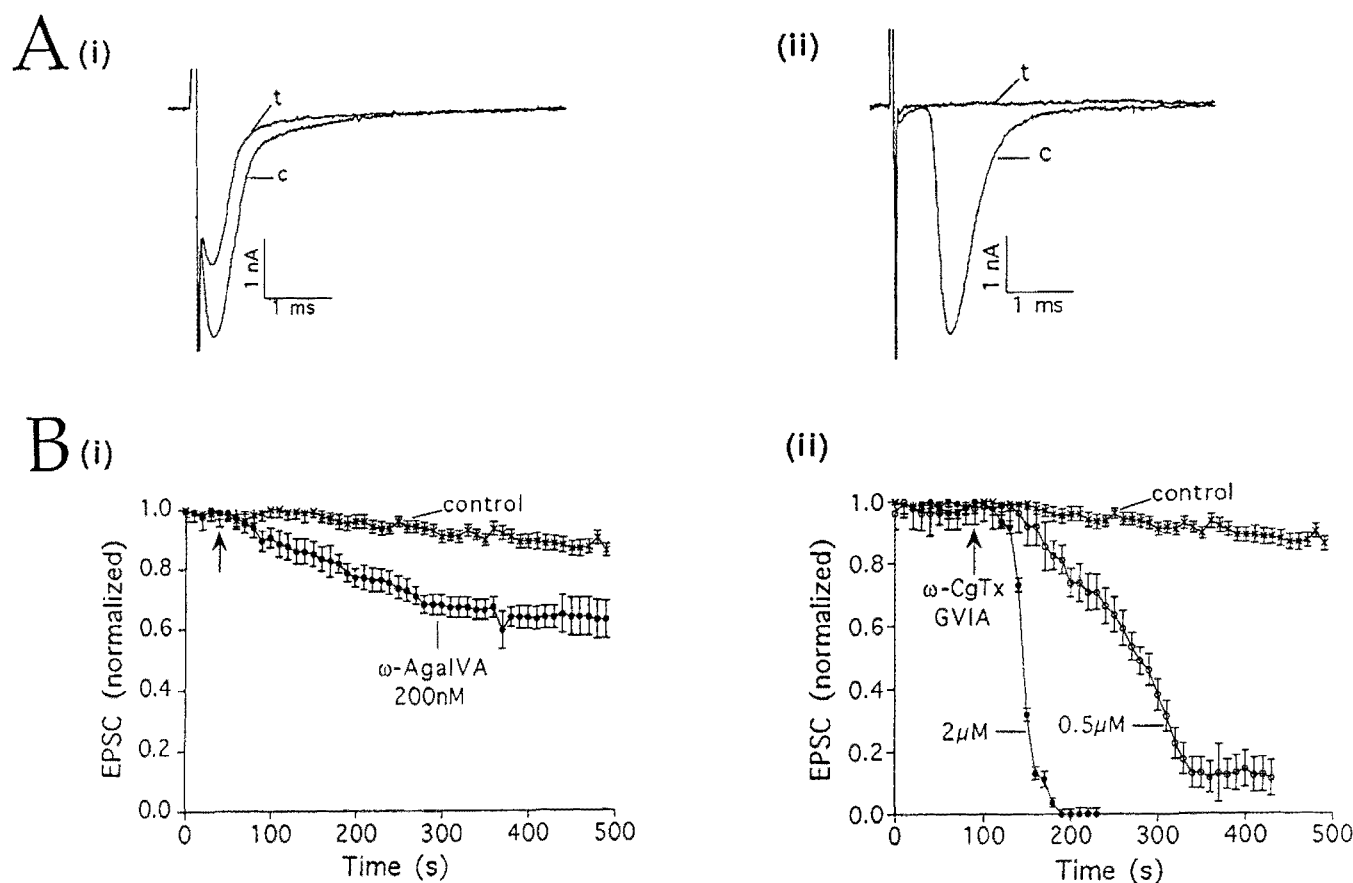 A (i)
(ii)
t
c
1 nA
1 ms
t
c
1 nA
1 ms
B (i)
(ii)
EPSC (normalized)
1.0
0.8
0.6
0.4
0.2
0.0
control
ω-AgaIVA
200nM
0
100
200
300
400
500
Time (s)
EPSC (normalized)
1.0
0.8
0.6
0.4
0.2
0.0
control
ω-CgTx
GVIA
2μM
0.5μM
0
100
200
300
400
500
Time (s)